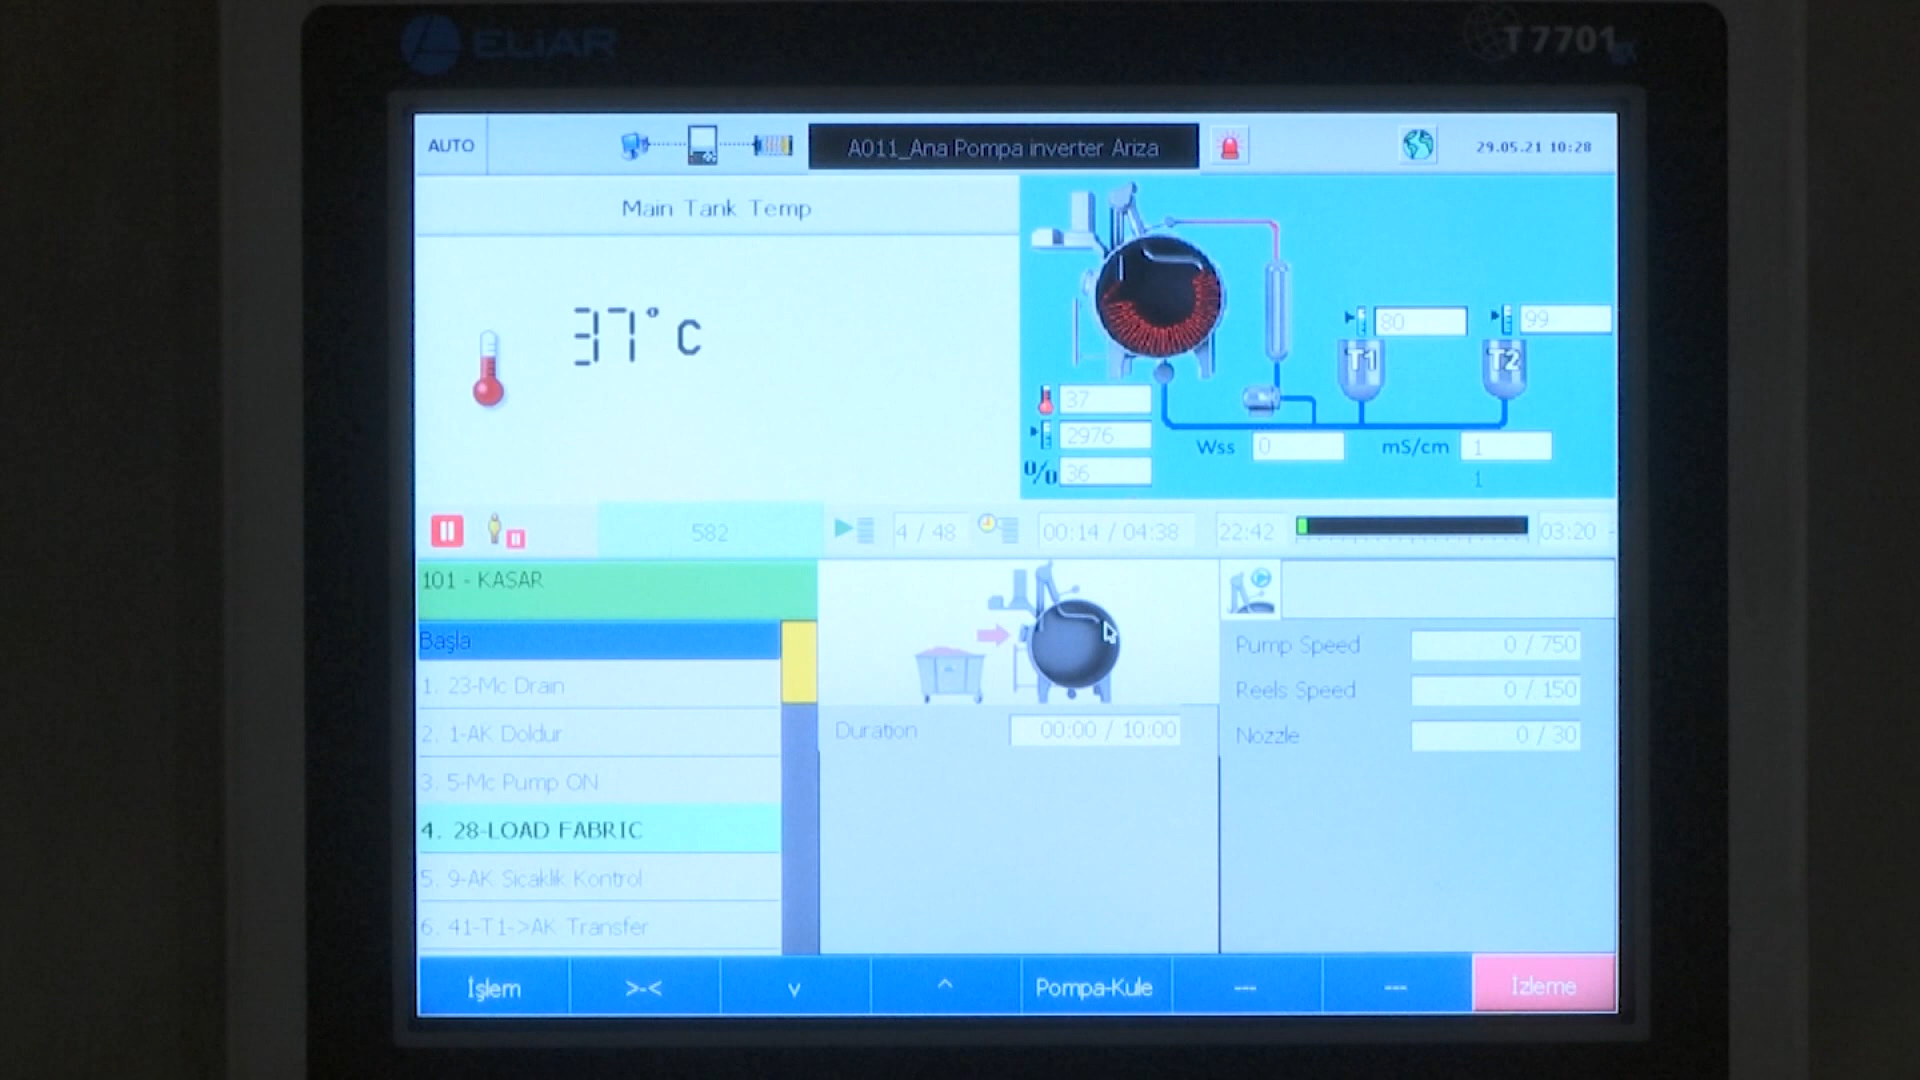 ELiAR
T 7701
AUTO
A011_Ana Pompa inverter Ariza
29.05.21 10:28
Main Tank Temp
37°C
80
99
T1
T2
37
2976
% 36
Wss 0
mS/cm 1
1
582
4 / 48
00:14 / 04:38
22:42
03:20
101 - KASAR
Başla
1. 23-Mc Drain
2. 1-AK Doldur
3. 5-Mc Pump ON
4. 28-LOAD FABRIC
5. 9-AK Sicaklik Kontrol
6. 41-T1->AK Transfer
Duration 00:00 / 10:00
Pump Speed 0 / 750
Reels Speed 0 / 150
Nozzle 0 / 30
İşlem
>-<
v
^
Pompa-Kule
---
---
İzleme